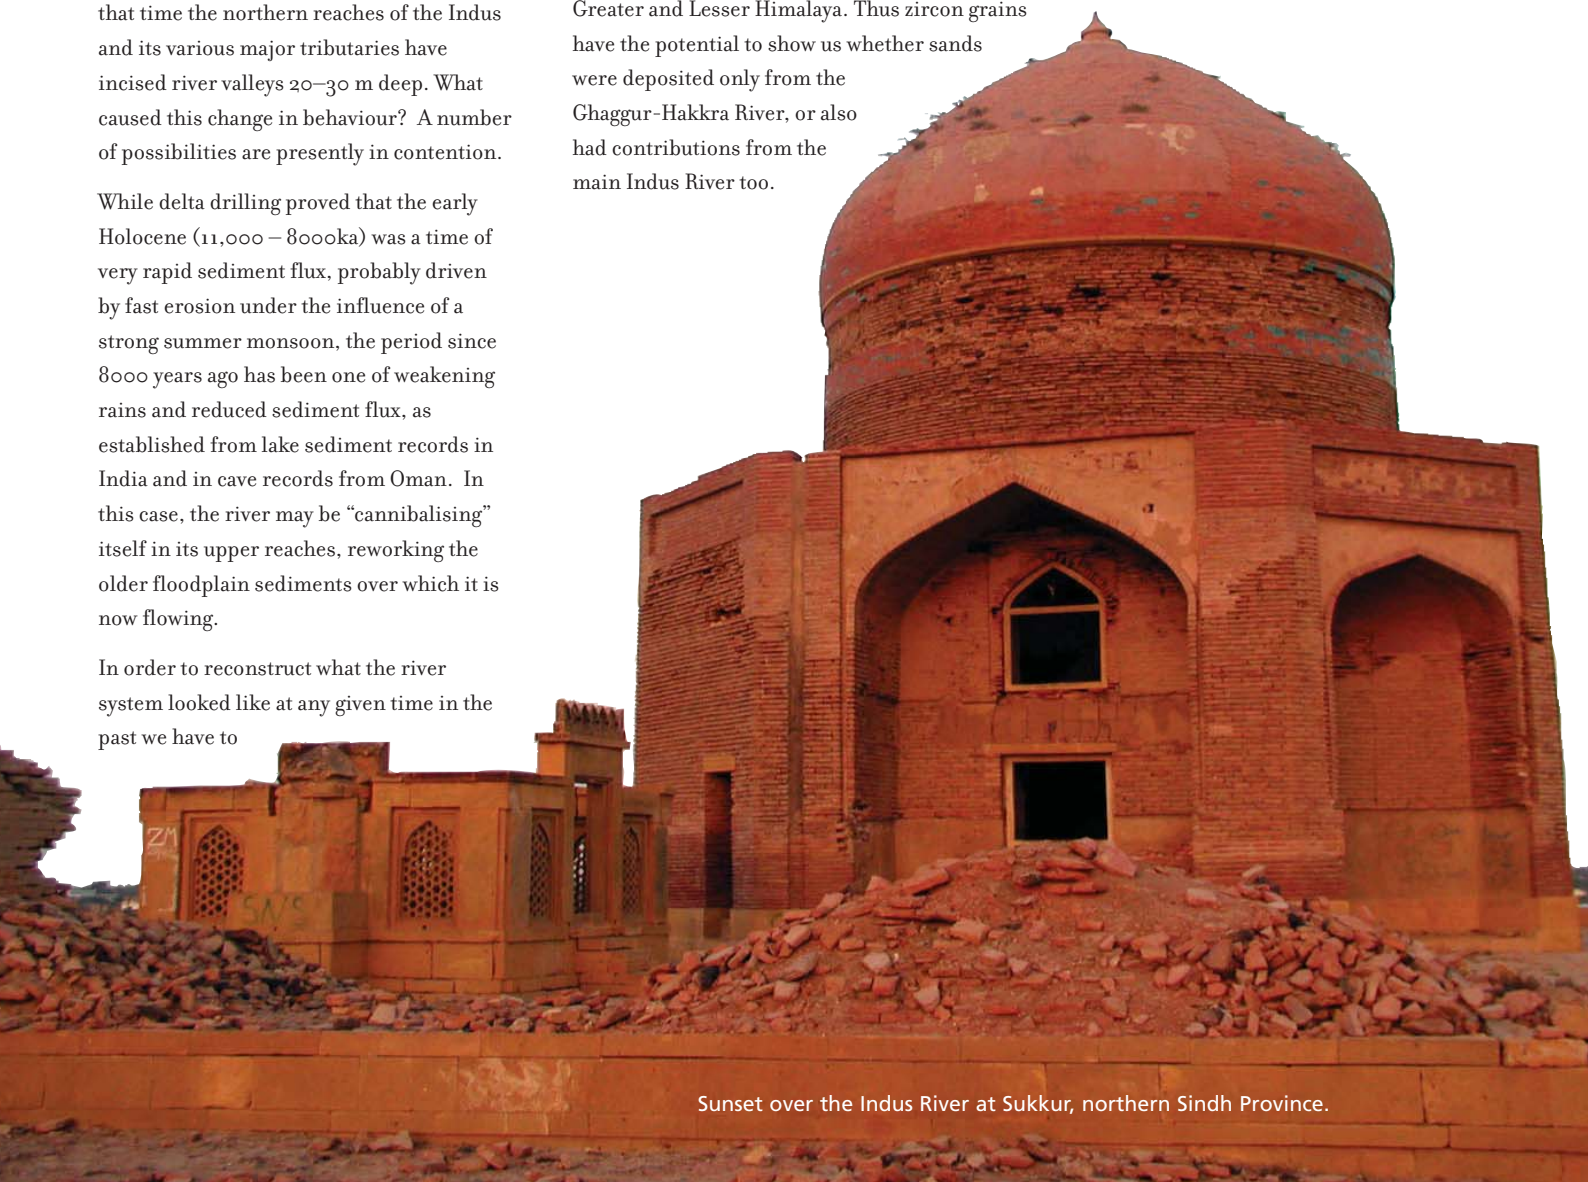 that time the northern reaches of the Indus
and its various major tributaries have
incised river valleys 20–30 m deep. What
caused this change in behaviour?  A number
of possibilities are presently in contention.
While delta drilling proved that the early
Holocene (11,000 – 8000ka) was a time of
very rapid sediment flux, probably driven
by fast erosion under the influence of a
strong summer monsoon, the period since
8000 years ago has been one of weakening
rains and reduced sediment flux, as
established from lake sediment records in
India and in cave records from Oman.  In
this case, the river may be “cannibalising”
itself in its upper reaches, reworking the
older floodplain sediments over which it is
now flowing.
In order to reconstruct what the river
system looked like at any given time in the
past we have to
Greater and Lesser Himalaya. Thus zircon grains
have the potential to show us whether sands
were deposited only from the
Ghaggur-Hakkra River, or also
had contributions from the
main Indus River too.
ZM
SNS
Sunset over the Indus River at Sukkur, northern Sindh Province.